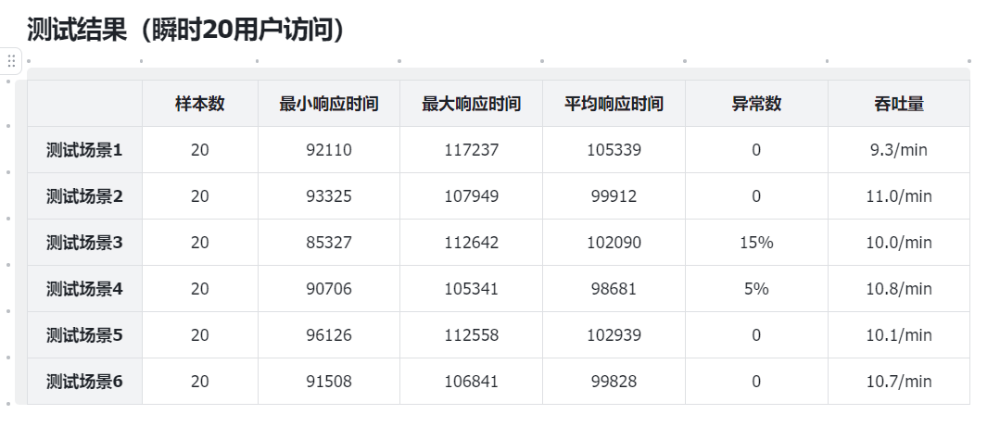 测试结果（瞬时20用户访问）
样本数 最小响应时间 最大响应时间 平均响应时间 异常数 吞吐量
测试场景1 20 92110 117237 105339 0 9.3/min
测试场景2 20 93325 107949 99912 0 11.0/min
测试场景3 20 85327 112642 102090 15% 10.0/min
测试场景4 20 90706 105341 98681 5% 10.8/min
测试场景5 20 96126 112558 102939 0 10.1/min
测试场景6 20 91508 106841 99828 0 10.7/min